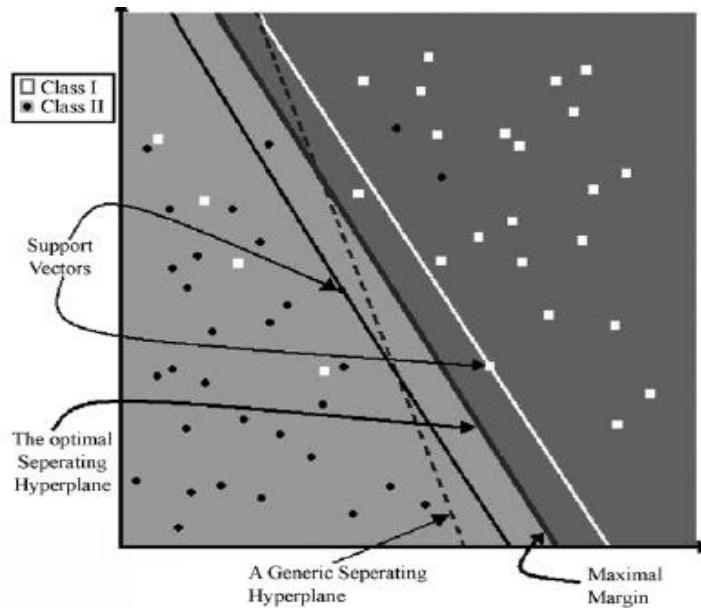 Class I
Class II
Support
Vectors
The optimal
Seperating
Hyperplane
A Generic Seperating
Hyperplane
Maximal
Margin